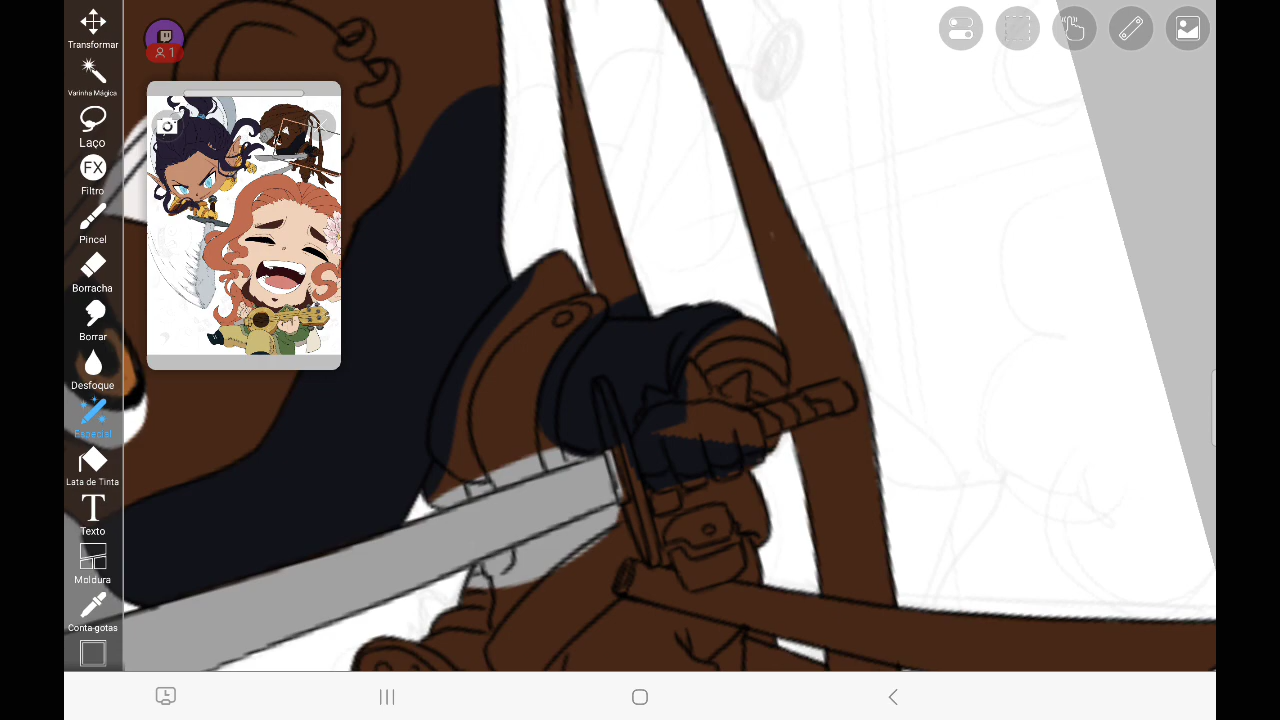 Transformar
Varinha Mágica
Laço
FX
Filtro
Pincel
Borracha
Borrar
Desfoque
Especial
Lata de Tinta
T
Texto
Moldura
Conta-gotas
1